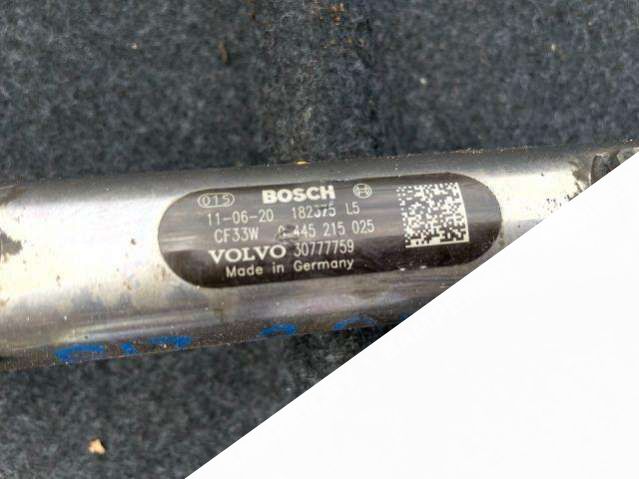 015 BOSCH
11-06-20 182375 L5
CF33W 0 445 215 025
VOLVO 30777759
Made in Germany